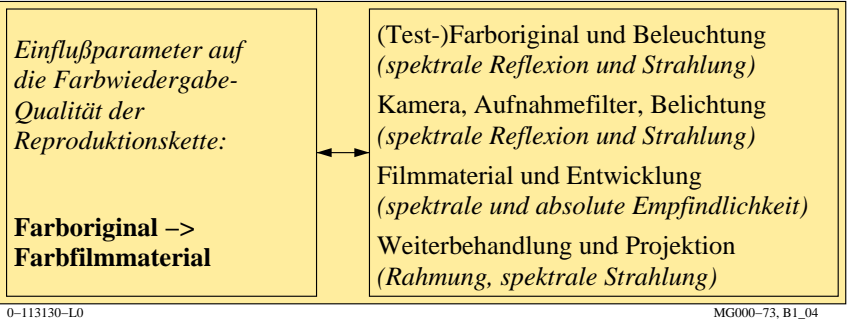 Einflußparameter auf
die Farbwiedergabe-
Qualität der
Reproduktionskette:
Farboriginal –>
Farbfilmmaterial
(Test-)Farboriginal und Beleuchtung
(spektrale Reflexion und Strahlung)
Kamera, Aufnahmefilter, Belichtung
(spektrale Reflexion und Strahlung)
Filmmaterial und Entwicklung
(spektrale und absolute Empfindlichkeit)
Weiterbehandlung und Projektion
(Rahmung, spektrale Strahlung)
0–113130–L0
MG000–73, B1_04